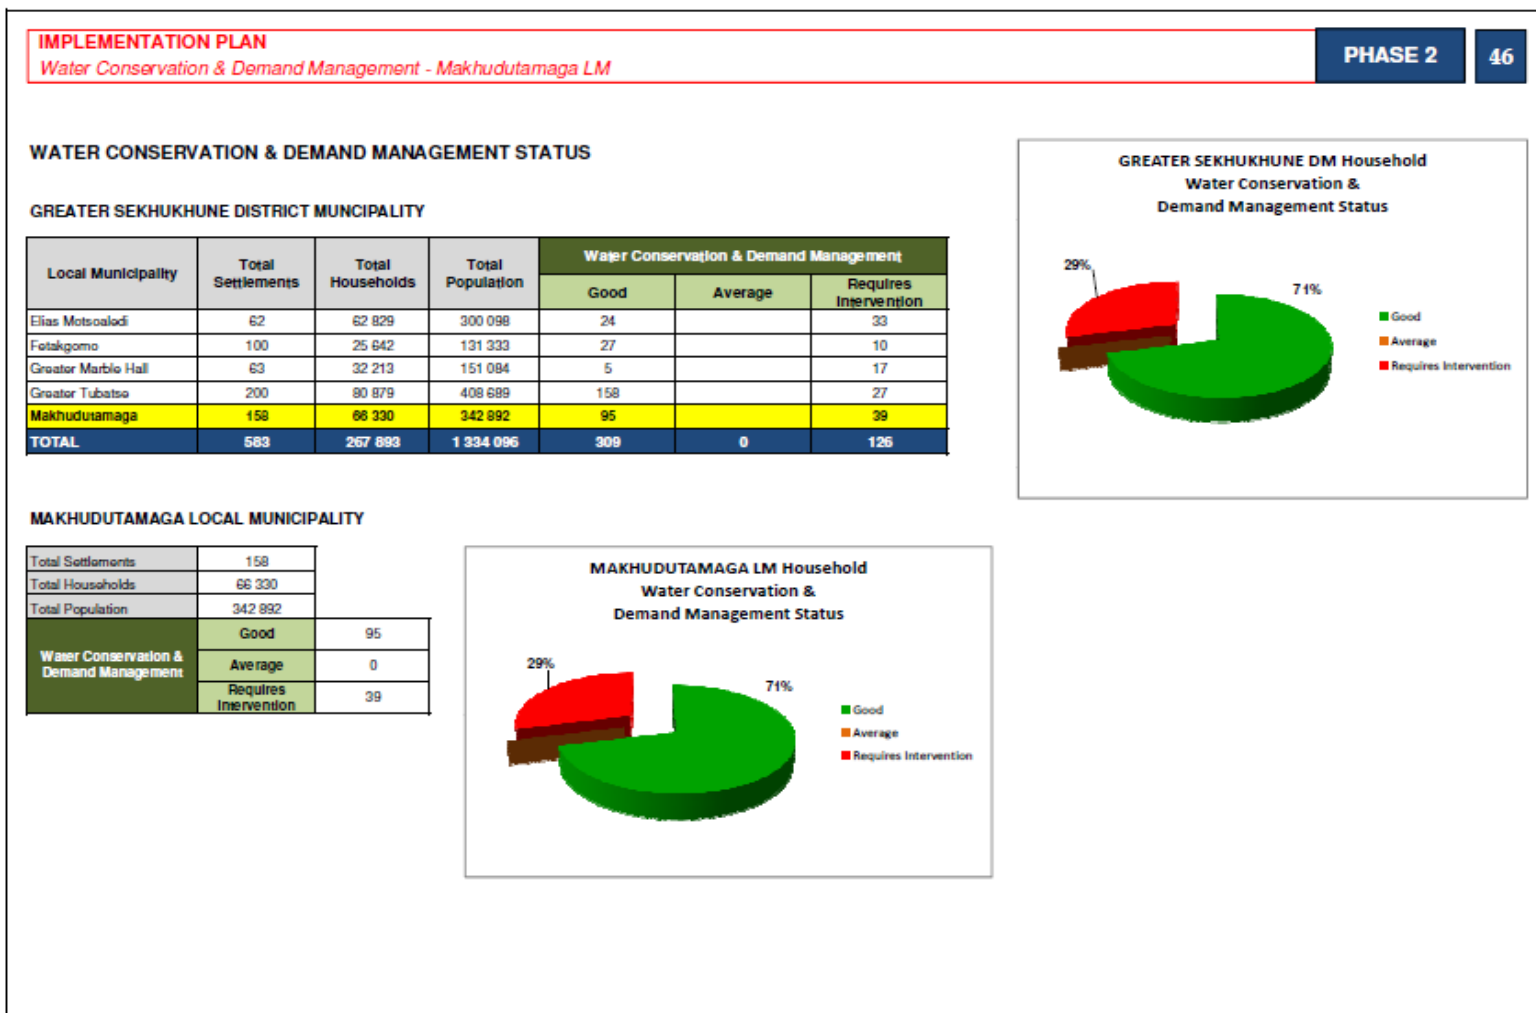 IMPLEMENTATION PLAN
Water Conservation & Demand Management - Makhudutamaga LM
PHASE 2
46
WATER CONSERVATION & DEMAND MANAGEMENT STATUS
GREATER SEKHUKHUNE DISTRICT MUNCIPALITY
Local Municipality Total Settlements Total Households Total Population Water Conservation & Demand Management
Good Average Requires Intervention
Elias Motsoaledi 62 62 829 300 098 24 33
Fetakgomo 100 25 642 131 333 27 10
Greater Marble Hall 63 32 213 151 084 5 17
Greater Tubatse 200 80 879 408 689 158 27
Makhudutamaga 158 66 330 342 892 95 39
TOTAL 583 267 893 1 334 096 309 0 126
GREATER SEKHUKHUNE DM Household
Water Conservation &
Demand Management Status
29%
71%
Good
Average
Requires Intervention
MAKHUDUTAMAGA LOCAL MUNICIPALITY
Total Settlements 158
Total Households 66 330
Total Population 342 892
Water Conservation & Demand Management
Good 95
Average 0
Requires Intervention 39
MAKHUDUTAMAGA LM Household
Water Conservation &
Demand Management Status
29%
71%
Good
Average
Requires Intervention